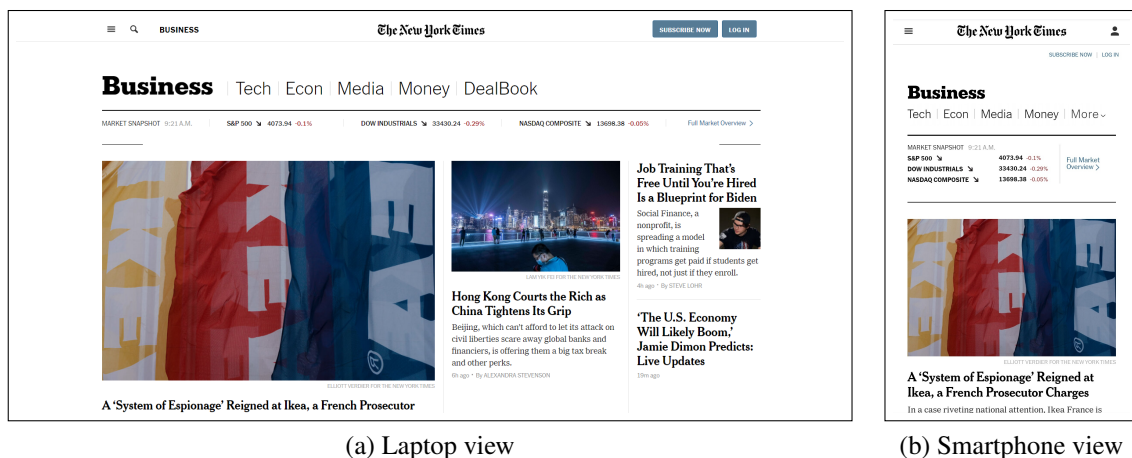 BUSINESS
The New York Times
SUBSCRIBE NOW
LOG IN
Business
Tech | Econ | Media | Money | DealBook
MARKET SNAPSHOT 9:21 A.M.
S&P 500 ↘ 4073.94 -0.1%
DOW INDUSTRIALS ↘ 33430.24 -0.29%
NASDAQ COMPOSITE ↘ 13698.38 -0.05%
Full Market Overview >
ELLIOTT VERDIER FOR THE NEW YORK TIMES
A ‘System of Espionage’ Reigned at Ikea, a French Prosecutor
LAM YIK FEI FOR THE NEW YORK TIMES
Hong Kong Courts the Rich as
China Tightens Its Grip
Beijing, which can't afford to let its attack on
civil liberties scare away global banks and
financiers, is offering them a big tax break
and other perks.
6h ago • By ALEXANDRA STEVENSON
Job Training That's
Free Until You're Hired
Is a Blueprint for Biden
Social Finance, a
nonprofit, is
spreading a model
in which training
programs get paid if students get
hired, not just if they enroll.
4h ago • By STEVE LOHR
‘The U.S. Economy
Will Likely Boom,’
Jamie Dimon Predicts:
Live Updates
19m ago
(a) Laptop view
The New York Times
SUBSCRIBE NOW | LOG IN
Business
Tech | Econ | Media | Money | More
MARKET SNAPSHOT 9:21 A.M.
S&P 500 ↘ 4073.94 -0.1%
DOW INDUSTRIALS ↘ 33430.24 -0.29%
NASDAQ COMPOSITE ↘ 13698.38 -0.05%
Full Market
Overview >
ELLIOTT VERDIER FOR THE NEW YORK TIMES
A ‘System of Espionage’ Reigned at
Ikea, a French Prosecutor Charges
In a case riveting national attention, Ikea France is
(b) Smartphone view